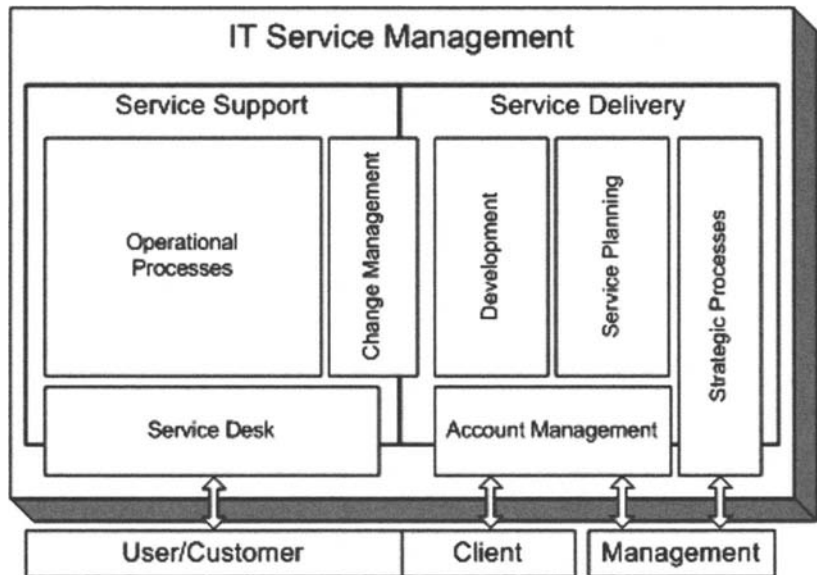 IT Service Management
Service Support
Service Delivery
Operational
Processes
Change Management
Development
Service Planning
Strategic Processes
Service Desk
Account Management
User/Customer
Client
Management